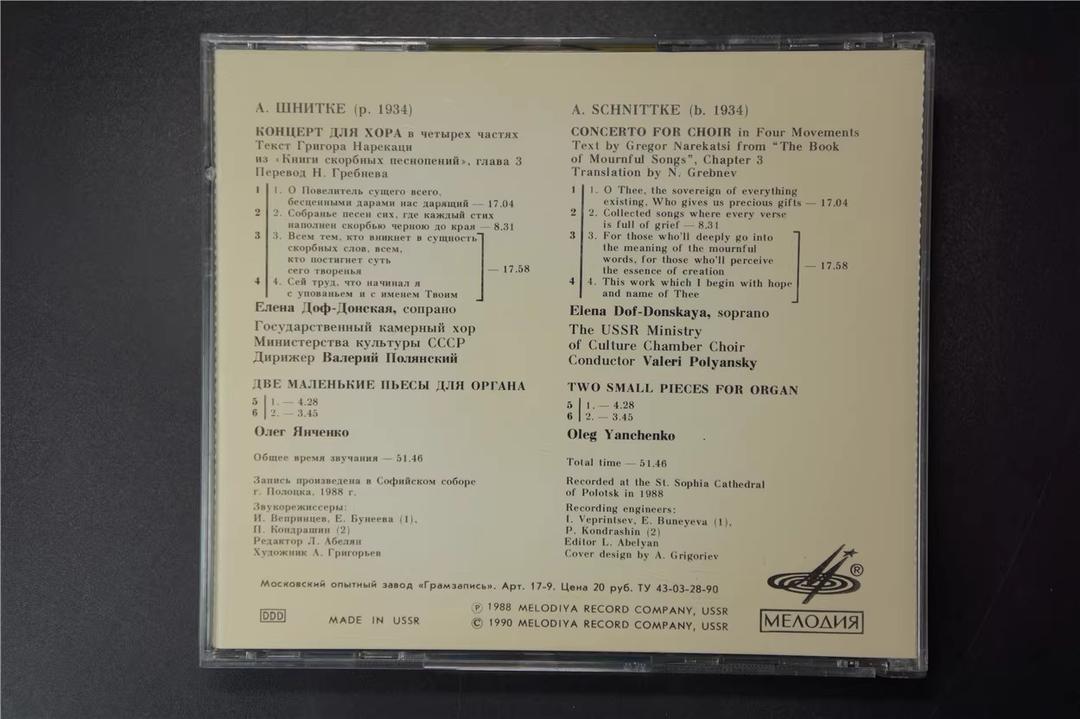 А. ШНИТКЕ (р. 1934)
КОНЦЕРТ ДЛЯ ХОРА в четырех частях
Текст Григора Нарекаци
из «Книги скорбных песнопений», глава 3
Перевод Н. Гребнева
1 1. О Повелитель сущего всего,
бесценными дарами нас дарящий — 17.04
2 2. Собранье песен сих, где каждый стих
наполнен скорбью черною до края — 8.31
3 3. Всем тем, кто вникнет в сущность
скорбных слов, всем,
кто постигнет суть
сего творенья
— 17.58
4 4. Сей труд, что начинал я
с упованьем и с именем Твоим
Елена Доф-Донская, сопрано
Государственный камерный хор
Министерства культуры СССР
Дирижер Валерий Полянский
ДВЕ МАЛЕНЬКИЕ ПЬЕСЫ ДЛЯ ОРГАНА
5 1. — 4.28
6 2. — 3.45
Олег Янченко
Общее время звучания — 51.46
Запись произведена в Софийском соборе
г. Полоцка, 1988 г.
Звукорежиссеры:
И. Вепринцев, Е. Бунеева (1),
П. Кондрашин (2)
Редактор Л. Абелян
Художник А. Григорьев
A. SCHNITTKE (b. 1934)
CONCERTO FOR CHOIR in Four Movements
Text by Gregor Narekatsi from "The Book
of Mournful Songs", Chapter 3
Translation by N. Grebnev
1 1. O Thee, the sovereign of everything
existing, Who gives us precious gifts — 17.04
2 2. Collected songs where every verse
is full of grief — 8.31
3 3. For those who'll deeply go into
the meaning of the mournful
words, for those who'll perceive
the essence of creation
— 17.58
4 4. This work which I begin with hope
and name of Thee
Elena Dof-Donskaya, soprano
The USSR Ministry
of Culture Chamber Choir
Conductor Valeri Polyansky
TWO SMALL PIECES FOR ORGAN
5 1. — 4.28
6 2. — 3.45
Oleg Yanchenko
Total time — 51.46
Recorded at the St. Sophia Cathedral
of Polotsk in 1988
Recording engineers:
I. Veprintsev, E. Buneyeva (1),
P. Kondrashin (2)
Editor L. Abelyan
Cover design by A. Grigoriev
Московский опытный завод «Грамзапись». Арт. 17-9. Цена 20 руб. ТУ 43-03-28-90
DDD
MADE IN USSR
℗ 1988 MELODIYA RECORD COMPANY, USSR
© 1990 MELODIYA RECORD COMPANY, USSR
®
МЕЛОДИЯ